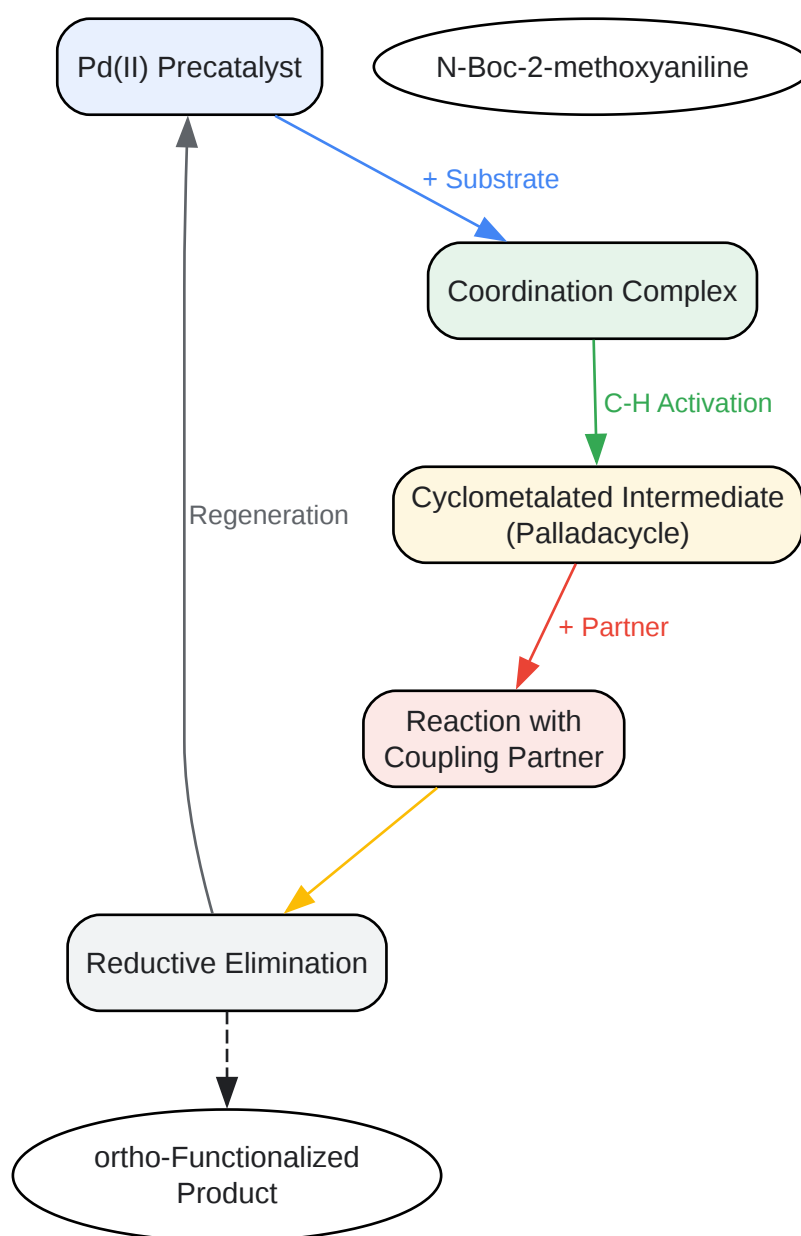 Pd(II) Precatalyst
N-Boc-2-methoxyaniline
+ Substrate
Coordination Complex
C-H Activation
Cyclometalated Intermediate
(Palladacycle)
Regeneration
+ Partner
Reaction with
Coupling Partner
Reductive Elimination
ortho-Functionalized
Product